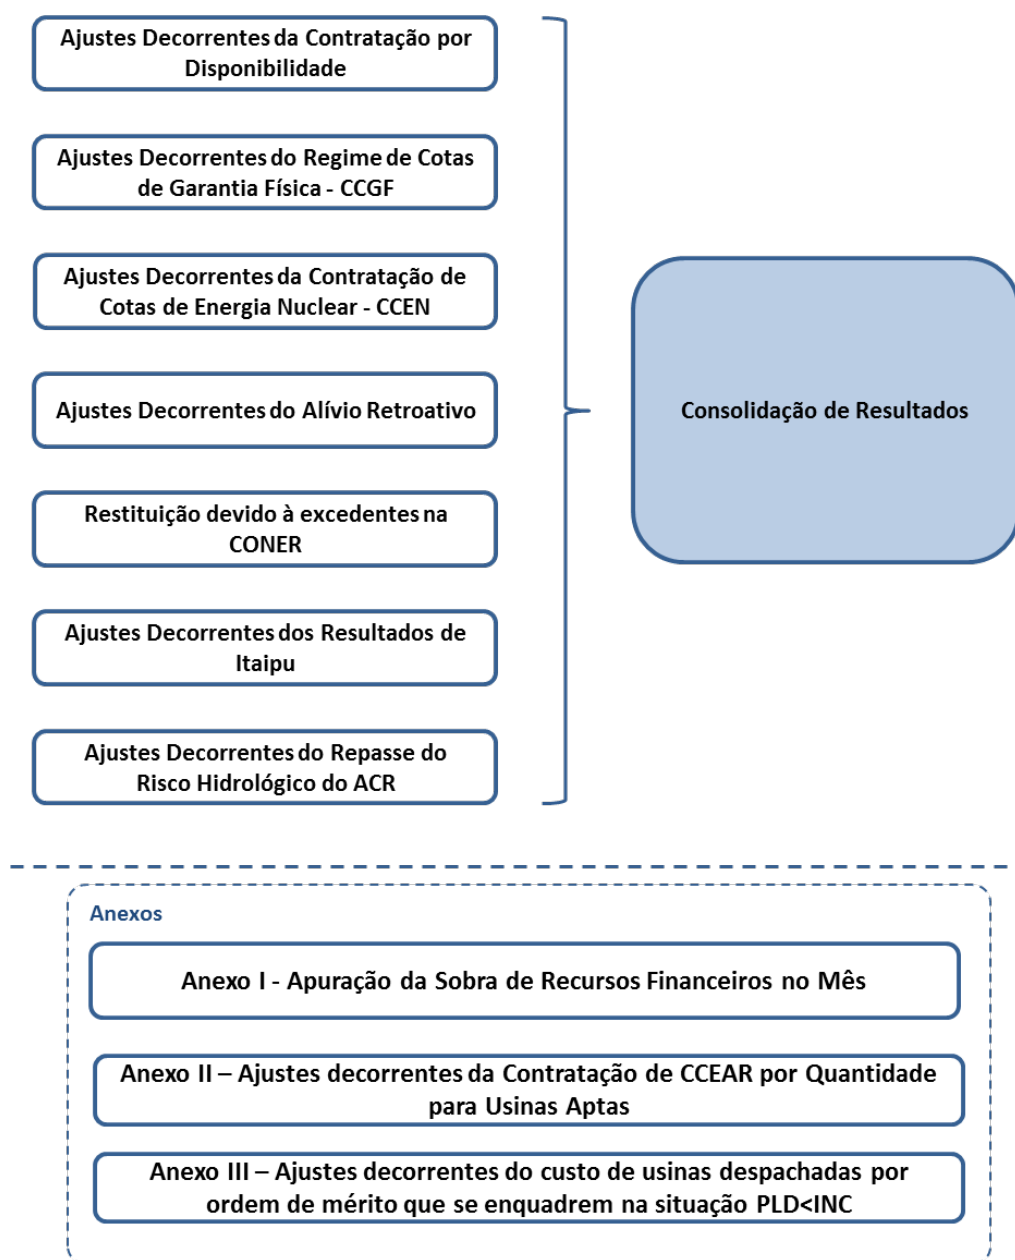 Ajustes Decorrentes da Contratação por
Disponibilidade
Ajustes Decorrentes do Regime de Cotas
de Garantia Física - CCGF
Ajustes Decorrentes da Contratação de
Cotas de Energia Nuclear - CCEN
Ajustes Decorrentes do Alívio Retroativo
Restituição devido à excedentes na
CONER
Ajustes Decorrentes dos Resultados de
Itaipu
Ajustes Decorrentes do Repasse do
Risco Hidrológico do ACR
Consolidação de Resultados
Anexos
Anexo I - Apuração da Sobra de Recursos Financeiros no Mês
Anexo II – Ajustes decorrentes da Contratação de CCEAR por Quantidade
para Usinas Aptas
Anexo III – Ajustes decorrentes do custo de usinas despachadas por
ordem de mérito que se enquadrem na situação PLD<INC